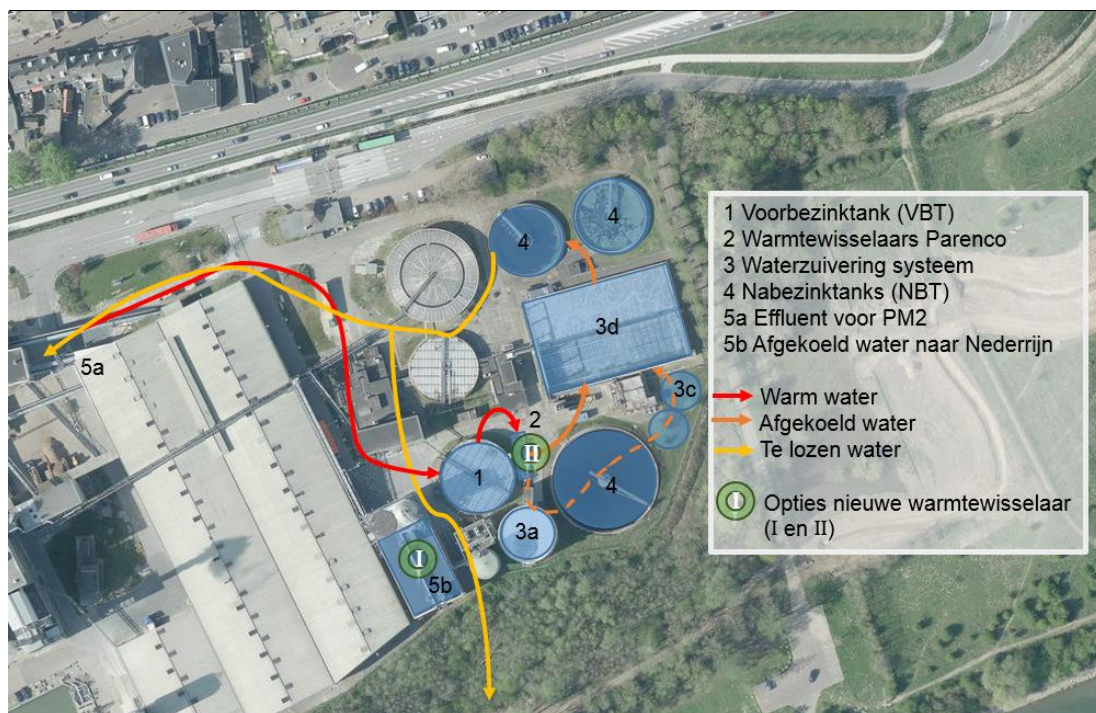 4
4
1 Voorbezinktank (VBT)
2 Warmtewisselaars Parenco
3 Waterzuivering systeem
4 Nabezinktanks (NBT)
5a Effluent voor PM2
5b Afgekoeld water naar Nederrijn
Warm water
Afgekoeld water
Te lozen water
I Opties nieuwe warmtewisselaar
(I en II)
3d
5a
3c
2
II
1
4
3a
I
5b